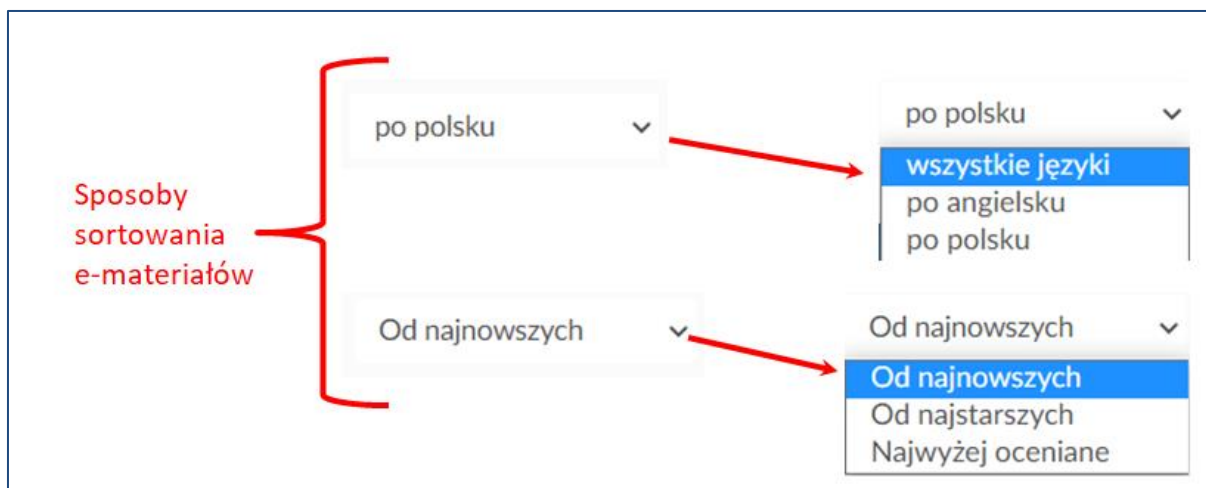 Sposoby
sortowania
e-materiałów
po polsku
po polsku
wszystkie języki
po angielsku
po polsku
Od najnowszych
Od najnowszych
Od najnowszych
Od najstarszych
Najwyżej oceniane